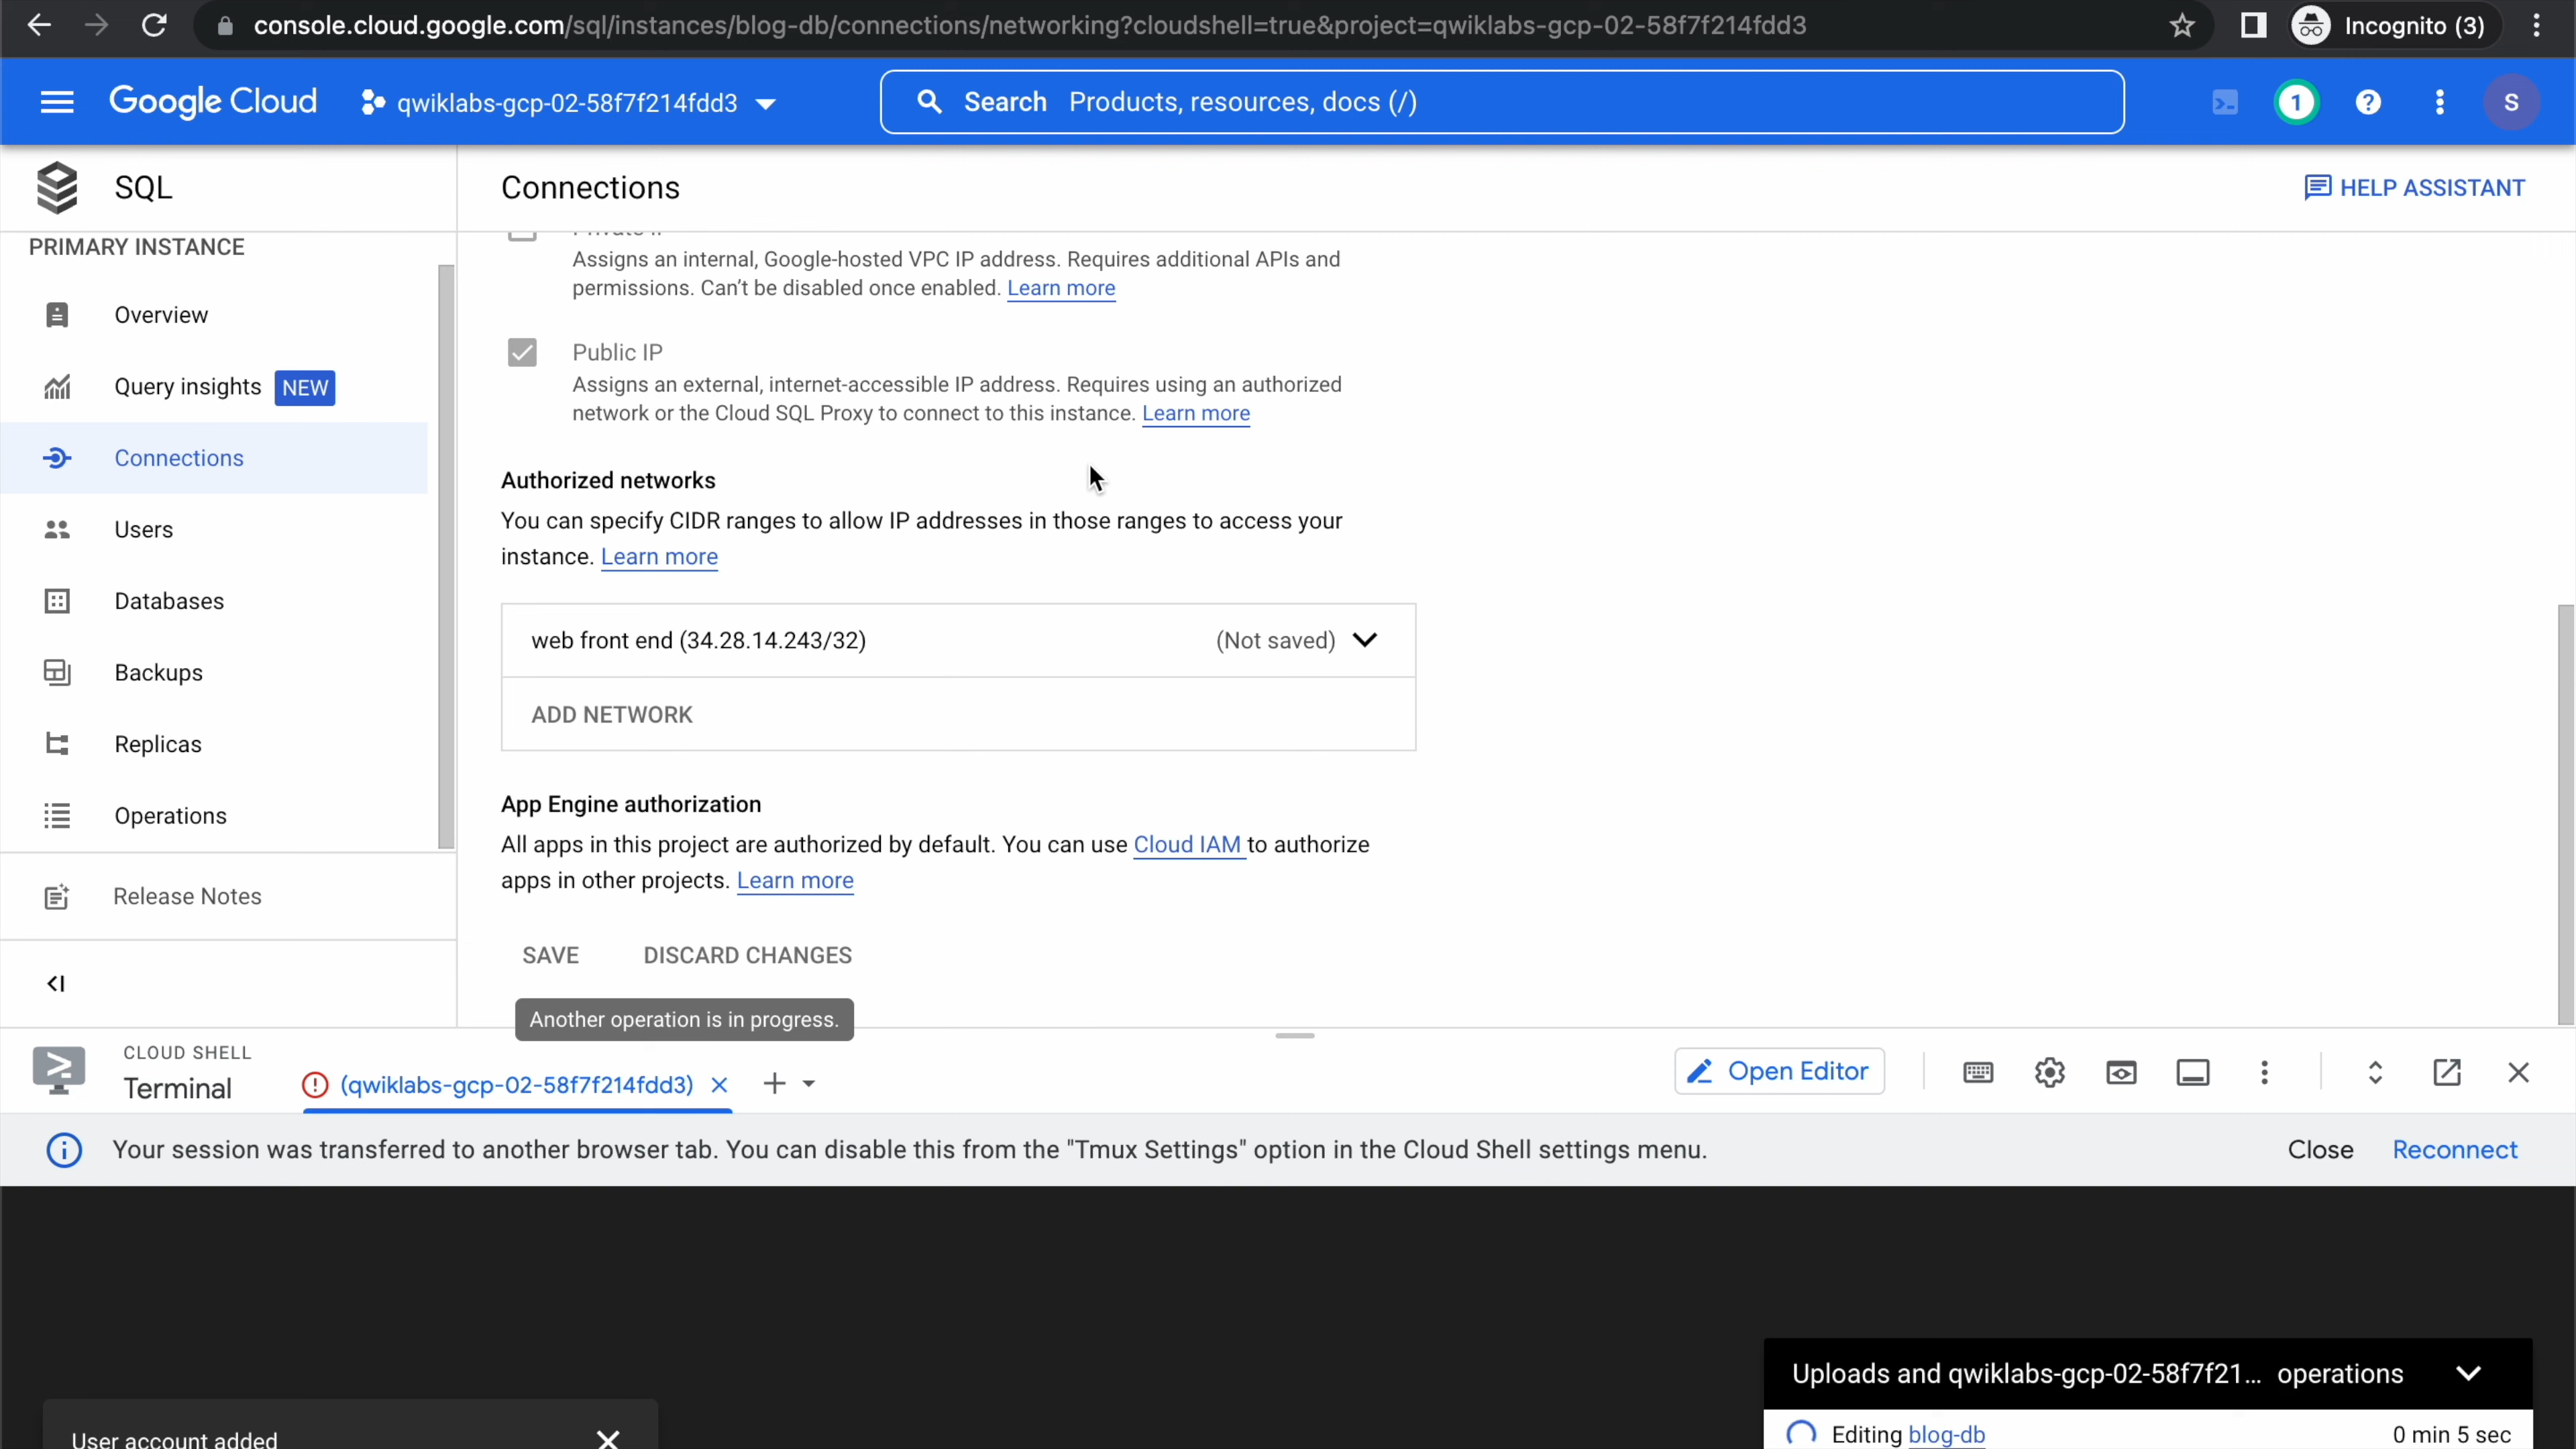 console.cloud.google.com/sql/instances/blog-db/connections/networking?cloudshell=true&project=qwiklabs-gcp-02-58f7f214fdd3
Incognito (3)
Google Cloud
qwiklabs-gcp-02-58f7f214fdd3
Search Products, resources, docs (/)
1
?
S
SQL
Connections
HELP ASSISTANT
PRIMARY INSTANCE
Overview
Query insights NEW
Connections
Users
Databases
Backups
Replicas
Operations
Release Notes
Private IP
Assigns an internal, Google-hosted VPC IP address. Requires additional APIs and
permissions. Can't be disabled once enabled. Learn more
Public IP
Assigns an external, internet-accessible IP address. Requires using an authorized
network or the Cloud SQL Proxy to connect to this instance. Learn more
Authorized networks
You can specify CIDR ranges to allow IP addresses in those ranges to access your
instance. Learn more
web front end (34.28.14.243/32) (Not saved)
ADD NETWORK
App Engine authorization
All apps in this project are authorized by default. You can use Cloud IAM to authorize
apps in other projects. Learn more
SAVE DISCARD CHANGES
Another operation is in progress.
CLOUD SHELL
Terminal
(qwiklabs-gcp-02-58f7f214fdd3)
Open Editor
Your session was transferred to another browser tab. You can disable this from the "Tmux Settings" option in the Cloud Shell settings menu.
Close Reconnect
Uploads and qwiklabs-gcp-02-58f7f21... operations
Editing blog-db 0 min 5 sec
User account added